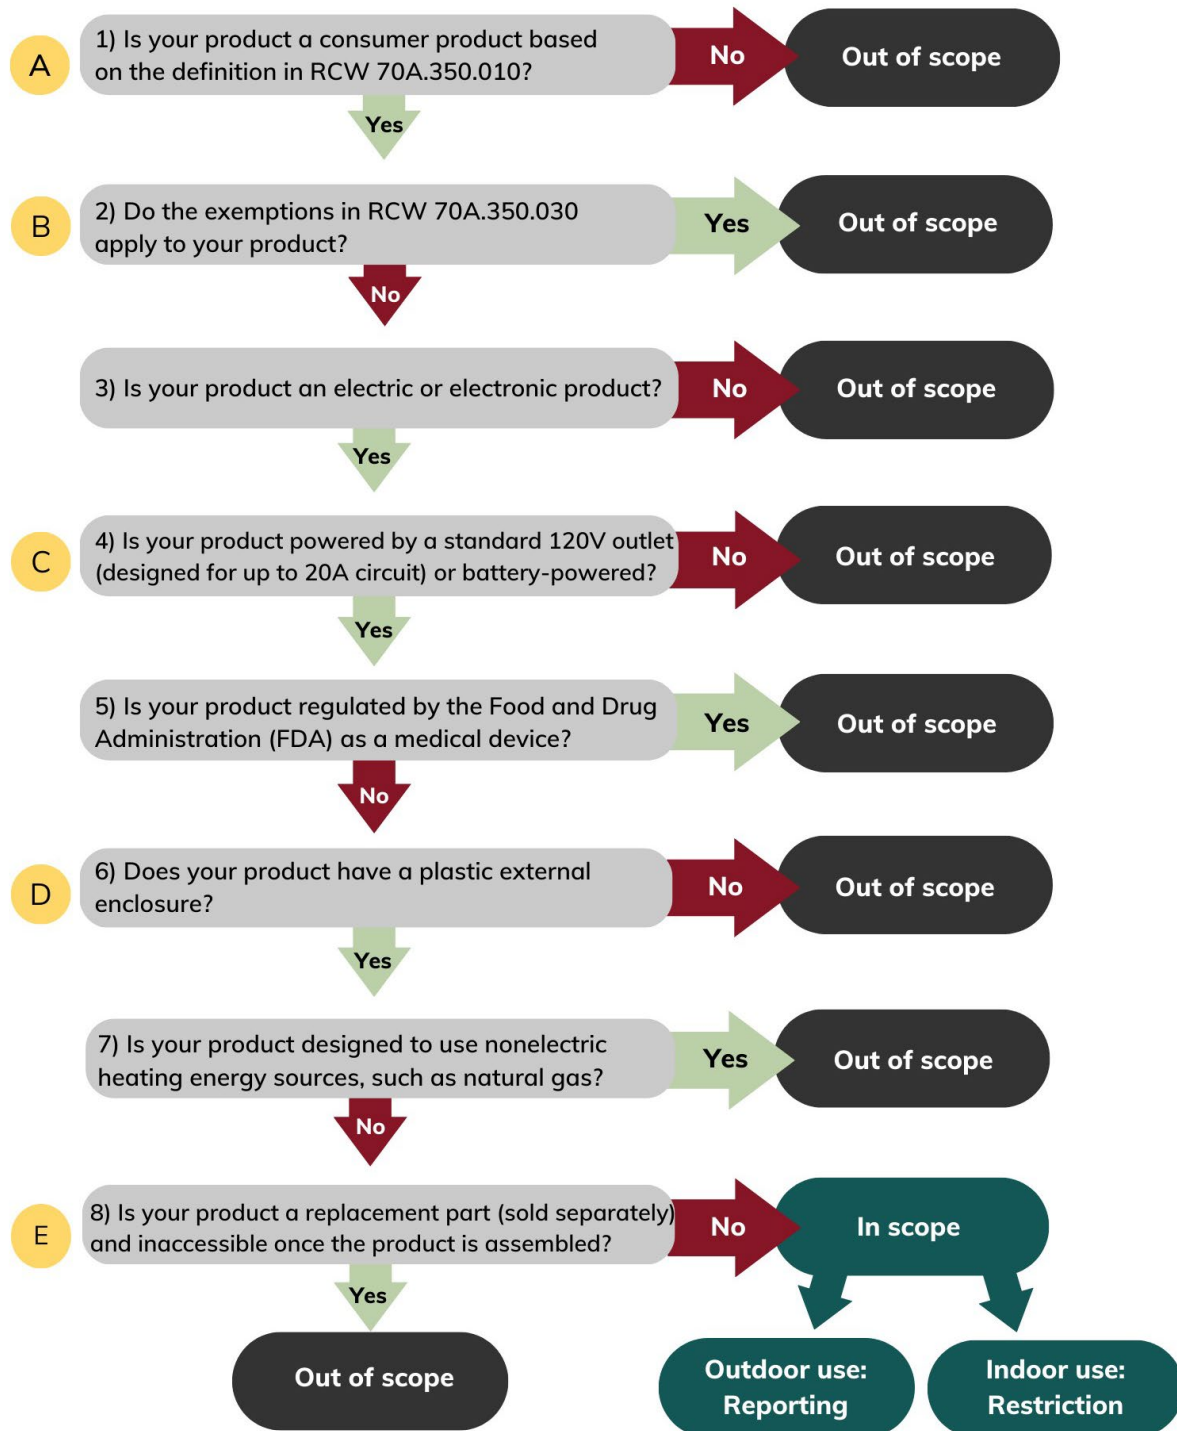 A
1) Is your product a consumer product based
on the definition in RCW 70A.350.010?
No
Out of scope
Yes
B
2) Do the exemptions in RCW 70A.350.030
apply to your product?
Yes
Out of scope
No
3) Is your product an electric or electronic product?
No
Out of scope
Yes
C
4) Is your product powered by a standard 120V outlet
(designed for up to 20A circuit) or battery-powered?
No
Out of scope
Yes
5) Is your product regulated by the Food and Drug
Administration (FDA) as a medical device?
Yes
Out of scope
No
D
6) Does your product have a plastic external
enclosure?
No
Out of scope
Yes
7) Is your product designed to use nonelectric
heating energy sources, such as natural gas?
Yes
Out of scope
No
E
8) Is your product a replacement part (sold separately)
and inaccessible once the product is assembled?
No
In scope
Yes
Out of scope
Outdoor use:
Reporting
Indoor use:
Restriction